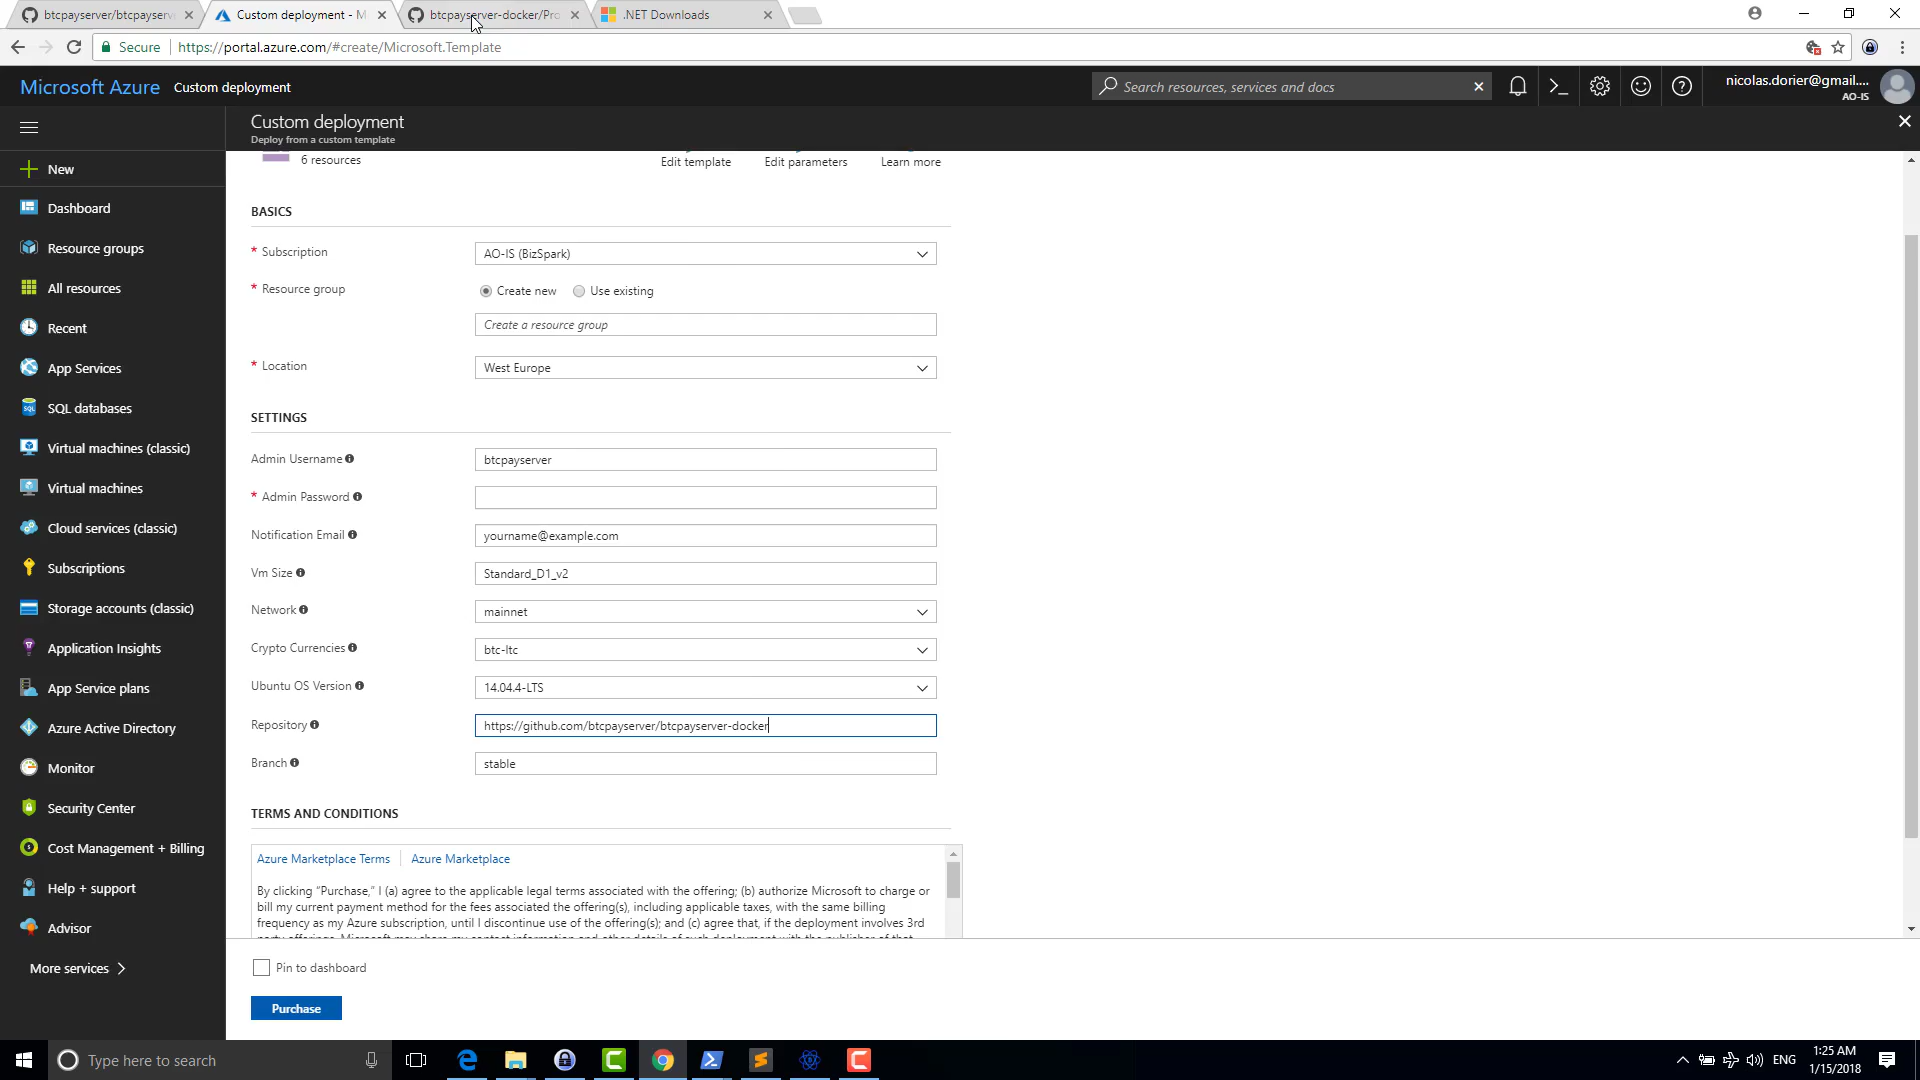 btcpayserver/btcpayserv
Custom deployment - M
btcpayserver-docker/Pro
.NET Downloads
Secure
https://portal.azure.com/#create/Microsoft.Template
Microsoft Azure
Custom deployment
Search resources, services and docs
nicolas.dorier@gmail....
AO-IS
Custom deployment
Deploy from a custom template
New
Dashboard
Resource groups
All resources
Recent
App Services
SQL databases
Virtual machines (classic)
Virtual machines
Cloud services (classic)
Subscriptions
Storage accounts (classic)
Application Insights
App Service plans
Azure Active Directory
Monitor
Security Center
Cost Management + Billing
Help + support
Advisor
More services
6 resources
Edit template
Edit parameters
Learn more
BASICS
* Subscription
AO-IS (BizSpark)
* Resource group
Create new
Use existing
Create a resource group
* Location
West Europe
SETTINGS
Admin Username
btcpayserver
* Admin Password
Notification Email
yourname@example.com
Vm Size
Standard_D1_v2
Network
mainnet
Crypto Currencies
btc-ltc
Ubuntu OS Version
14.04.4-LTS
Repository
https://github.com/btcpayserver/btcpayserver-docker
Branch
stable
TERMS AND CONDITIONS
Azure Marketplace Terms
Azure Marketplace
By clicking "Purchase," I (a) agree to the applicable legal terms associated with the offering; (b) authorize Microsoft to charge or
bill my current payment method for the fees associated the offering(s), including applicable taxes, with the same billing
frequency as my Azure subscription, until I discontinue use of the offering(s); and (c) agree that, if the deployment involves 3rd
Pin to dashboard
Purchase
Type here to search
ENG
1:25 AM
1/15/2018